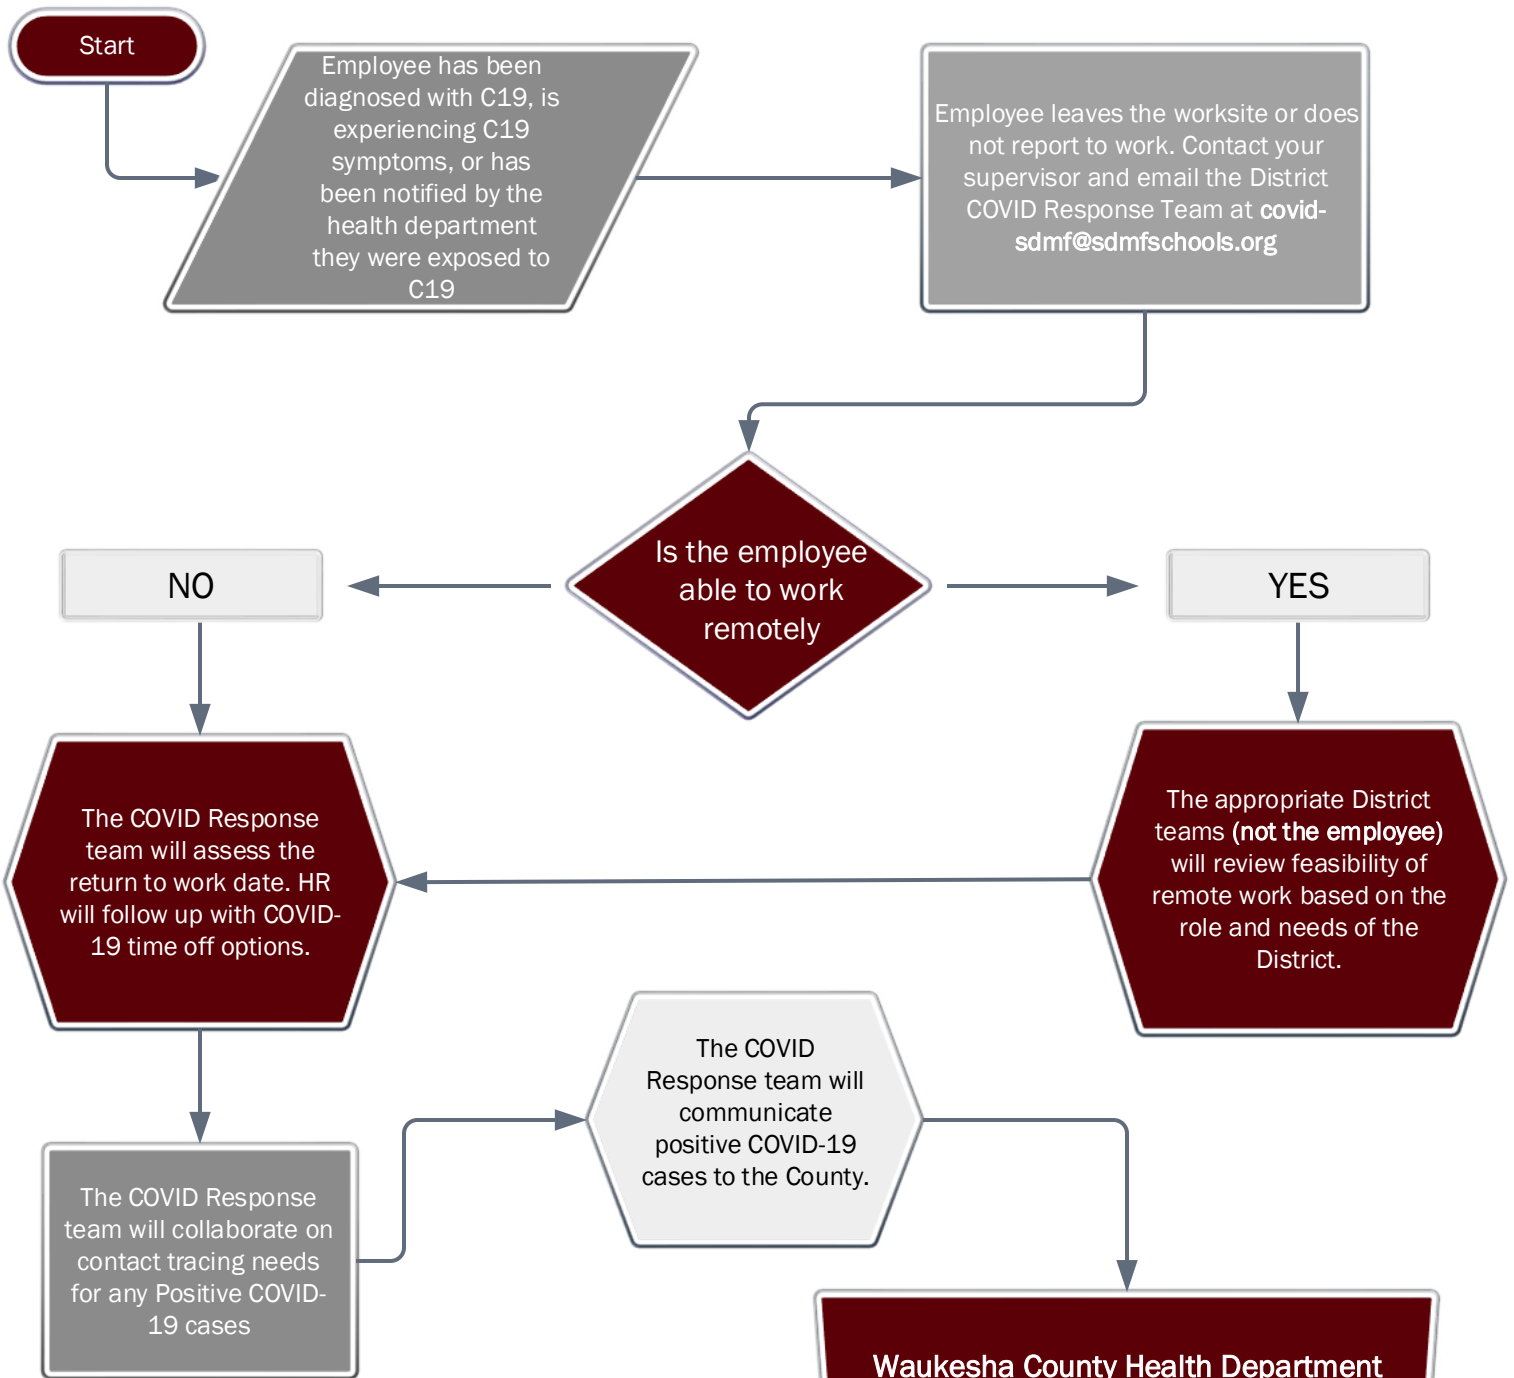 Start
Employee has been
diagnosed with C19, is
experiencing C19
symptoms, or has
been notified by the
health department
they were exposed to
C19
Employee leaves the worksite or does
not report to work. Contact your
supervisor and email the District
COVID Response Team at covid-
sdmf@sdmfschools.org
Is the employee
able to work
remotely
NO
YES
The COVID Response
team will assess the
return to work date. HR
will follow up with COVID-
19 time off options.
The appropriate District
teams (not the employee)
will review feasibility of
remote work based on the
role and needs of the
District.
The COVID Response
team will collaborate on
contact tracing needs
for any Positive COVID-
19 cases
The COVID
Response team will
communicate
positive COVID-19
cases to the County.
Waukesha County Health Department